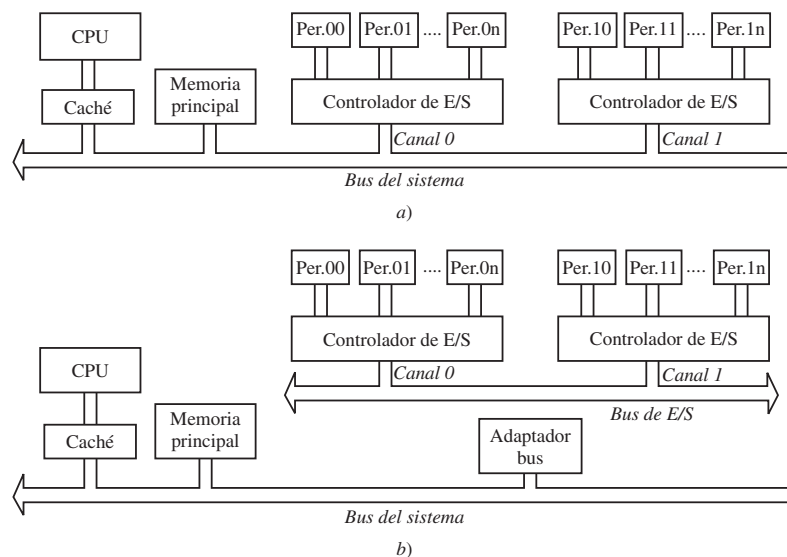 CPU
Caché
Memoria
principal
Per.00
Per.01
....
Per.0n
Controlador de E/S
Canal 0
Per.10
Per.11
....
Per.1n
Controlador de E/S
Canal 1
Bus del sistema
a)
Per.00
Per.01
....
Per.0n
Controlador de E/S
Canal 0
Per.10
Per.11
....
Per.1n
Controlador de E/S
Canal 1
Bus de E/S
CPU
Caché
Memoria
principal
Adaptador
bus
Bus del sistema
b)